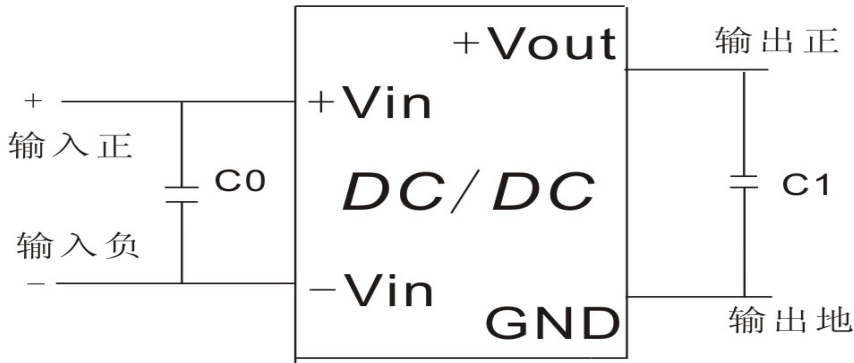 +Vout
输出正
+
+Vin
输入正
C0
DC/DC
C1
输入负
−
−Vin
GND
输出地